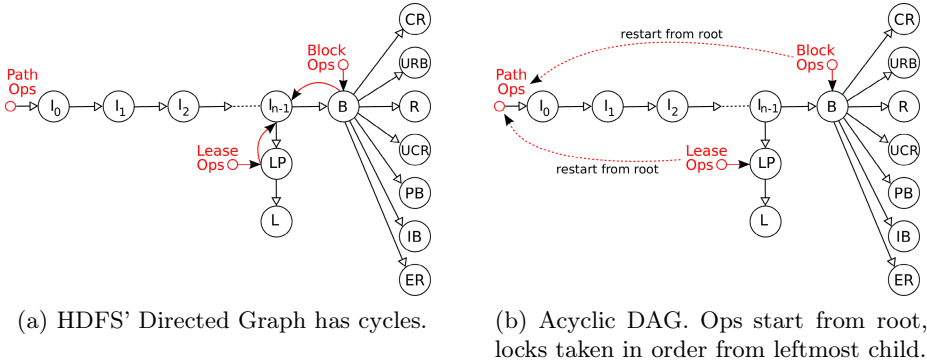 CR
Block
Ops
URB
Path
Ops
I0
I1
I2
In-1
B
R
Lease
Ops
LP
UCR
PB
L
IB
ER
(a) HDFS' Directed Graph has cycles.
CR
restart from root
Block
Ops
URB
Path
Ops
I0
I1
I2
In-1
B
R
Lease
Ops
restart from root
LP
UCR
PB
L
IB
ER
(b) Acyclic DAG. Ops start from root,
locks taken in order from leftmost child.